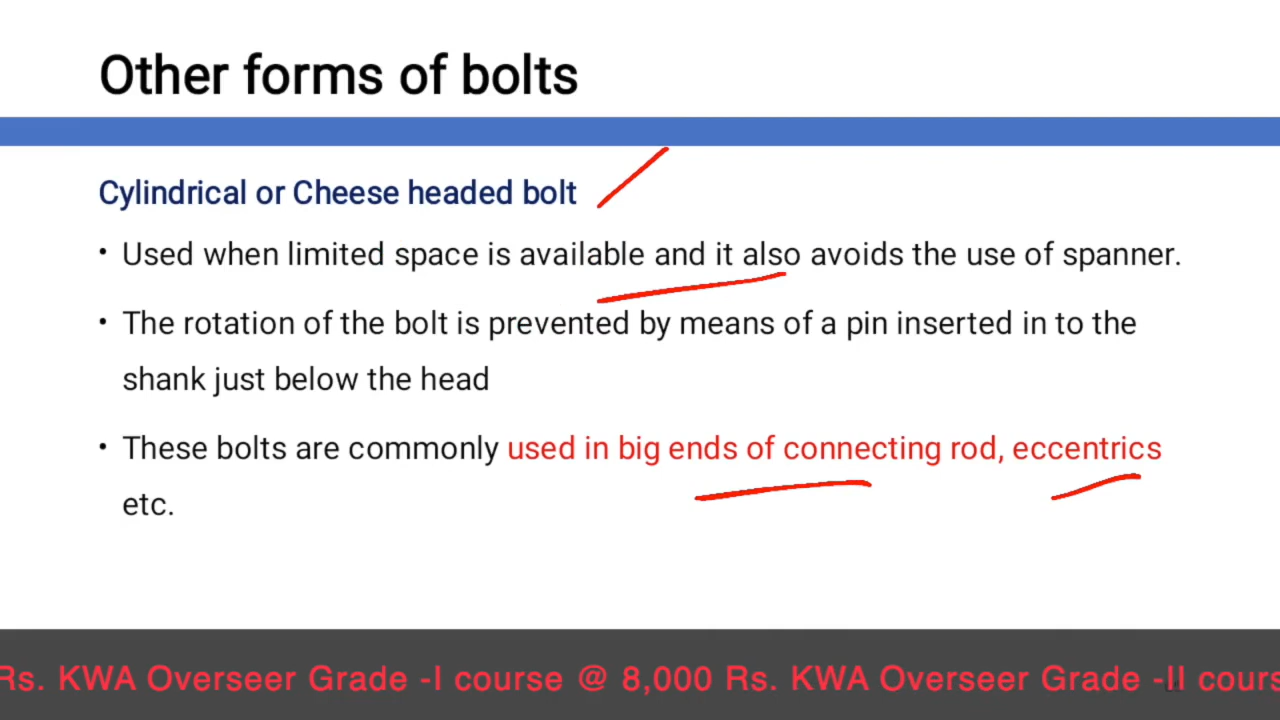 Other forms of bolts
Cylindrical or Cheese headed bolt
• Used when limited space is available and it also avoids the use of spanner.
• The rotation of the bolt is prevented by means of a pin inserted in to the
shank just below the head
• These bolts are commonly used in big ends of connecting rod, eccentrics
etc.
Rs. KWA Overseer Grade -I course @ 8,000 Rs. KWA Overseer Grade -II cours